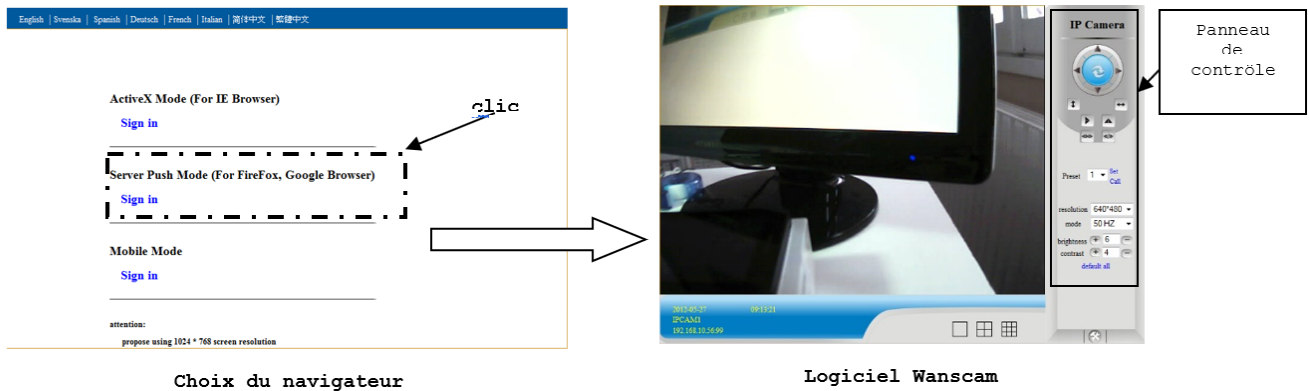 English | Svenska | Spanish | Deutsch | French | Italian | 简体中文 | 繁體中文
ActiveX Mode (For IE Browser)
Sign in
clic
Server Push Mode (For FireFox, Google Browser)
Sign in
Mobile Mode
Sign in
attention:
propose using 1024 * 768 screen resolution
Choix du navigateur
IP Camera
Preset 1 Set
Call
resolution 640*480
mode 50 HZ
brightness 6
contrast 4
default all
2012-05-27 09:13:21
IPCAM1
192.168.10.56:99
Logiciel Wanscam
Panneau
de
contröle